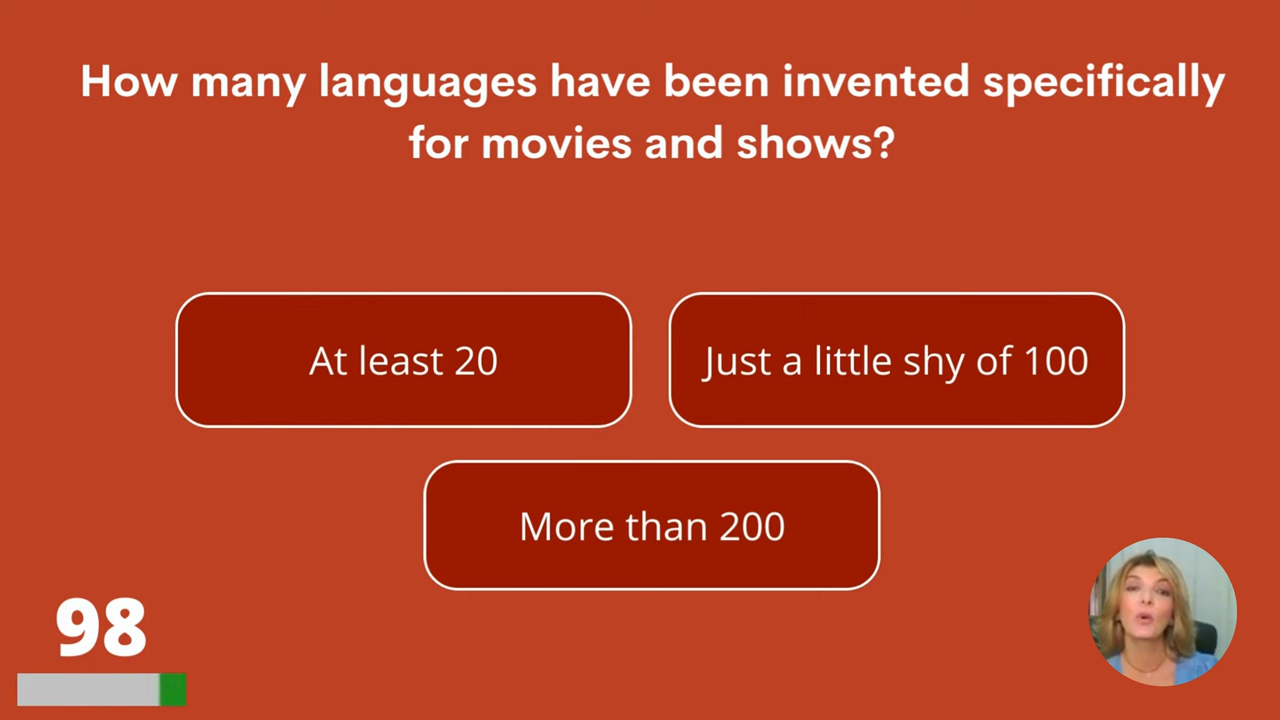 How many languages have been invented specifically
for movies and shows?
At least 20
Just a little shy of 100
More than 200
98